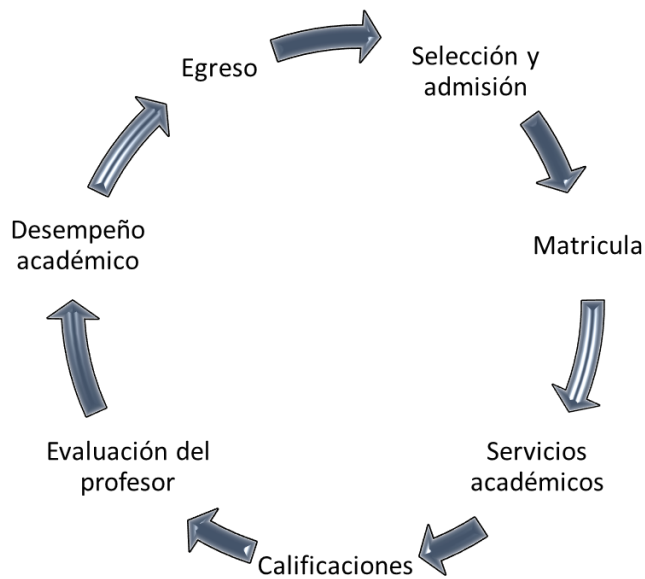 Egreso
Selección y
admisión
Matricula
Servicios
académicos
Calificaciones
Evaluación del
profesor
Desempeño
académico